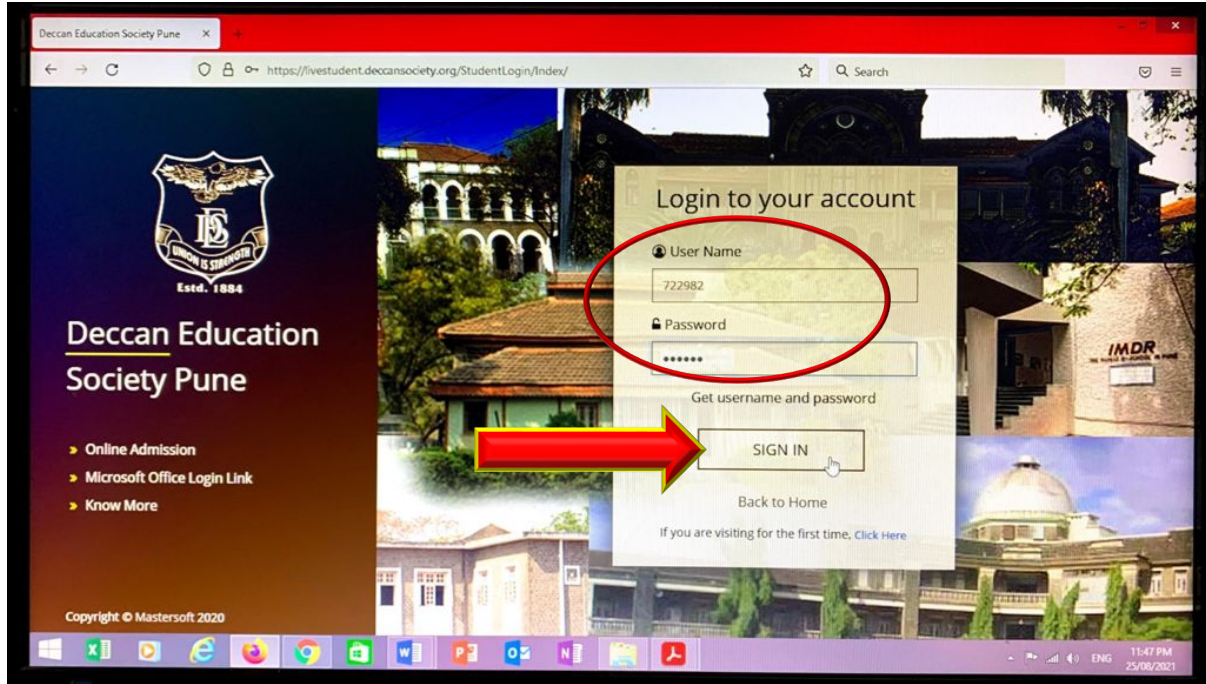 Deccan Education Society Pune
https://livestudent.deccansociety.org/StudentLogin/Index/
Search
DES
UNION IS STRENGTH
Estd. 1884
Deccan Education
Society Pune
Online Admission
Microsoft Office Login Link
Know More
Copyright © Mastersoft 2020
Login to your account
User Name
722982
Password
••••••
Get username and password
SIGN IN
Back to Home
If you are visiting for the first time, Click Here
IMDR
ENG
11:47 PM
25/08/2021